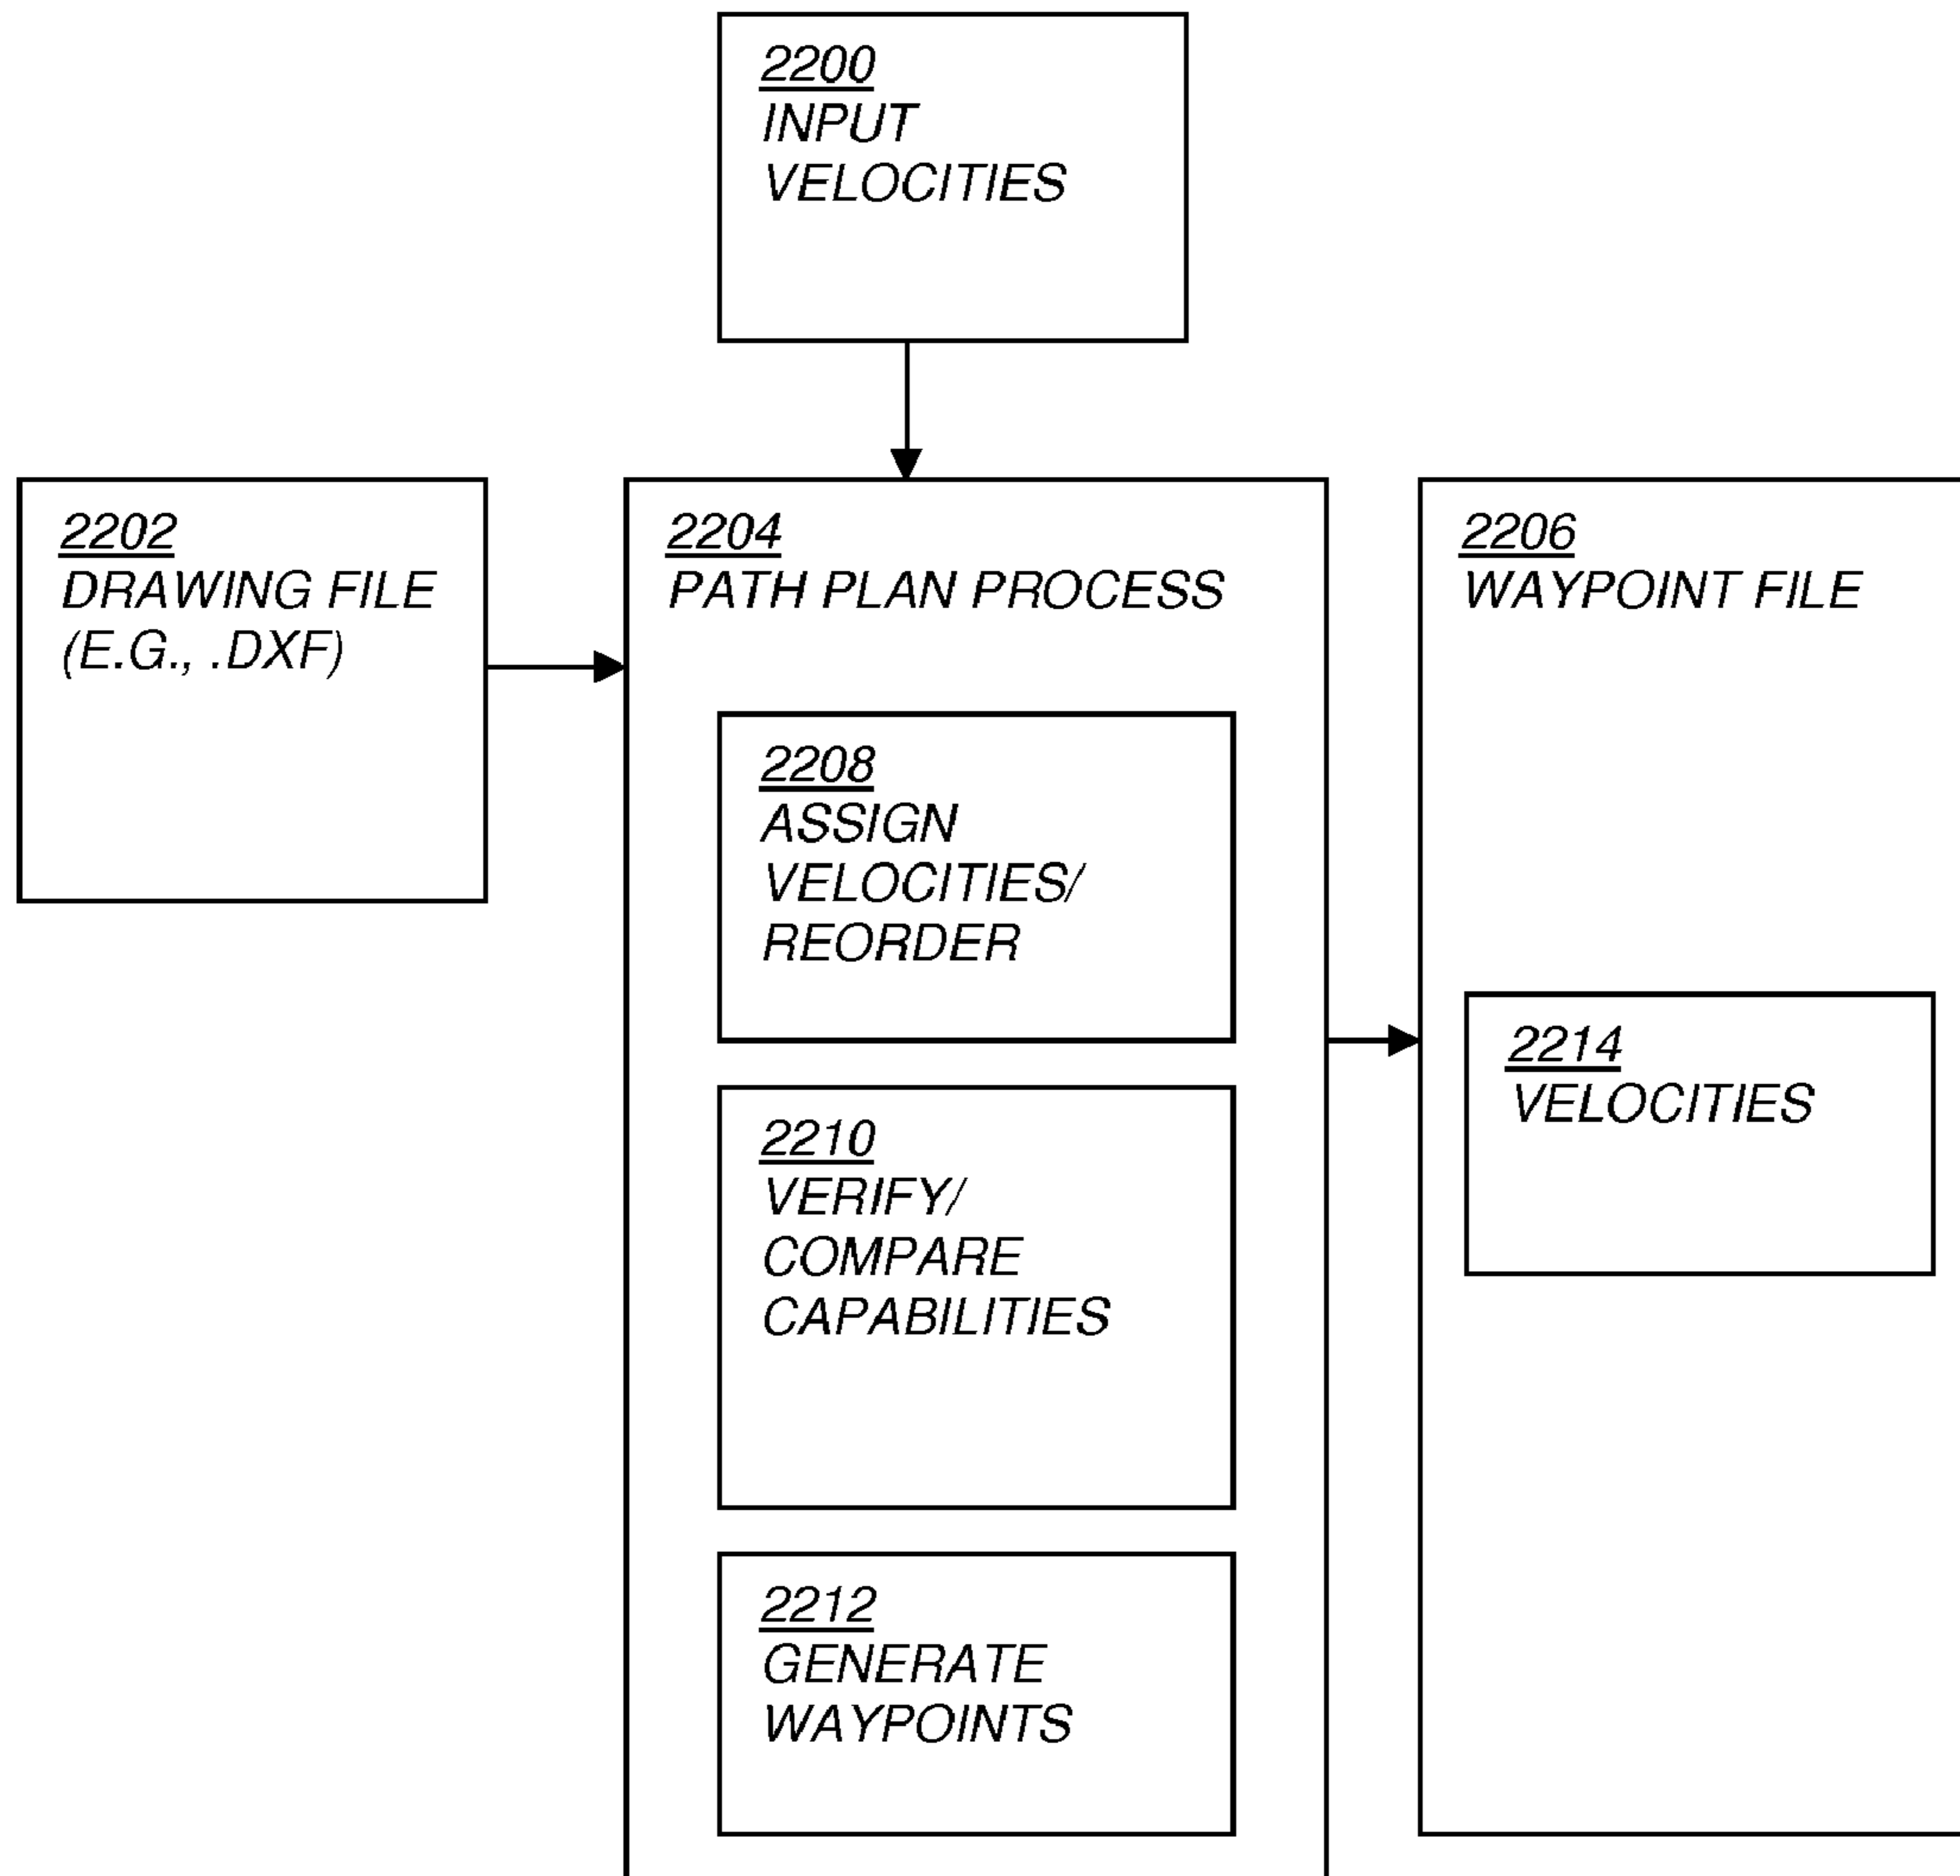 2200
INPUT
VELOCITIES
2202
DRAWING FILE
(E.G., .DXF)
2204
PATH PLAN PROCESS
2208
ASSIGN
VELOCITIES/
REORDER
2210
VERIFY/
COMPARE
CAPABILITIES
2212
GENERATE
WAYPOINTS
2206
WAYPOINT FILE
2214
VELOCITIES